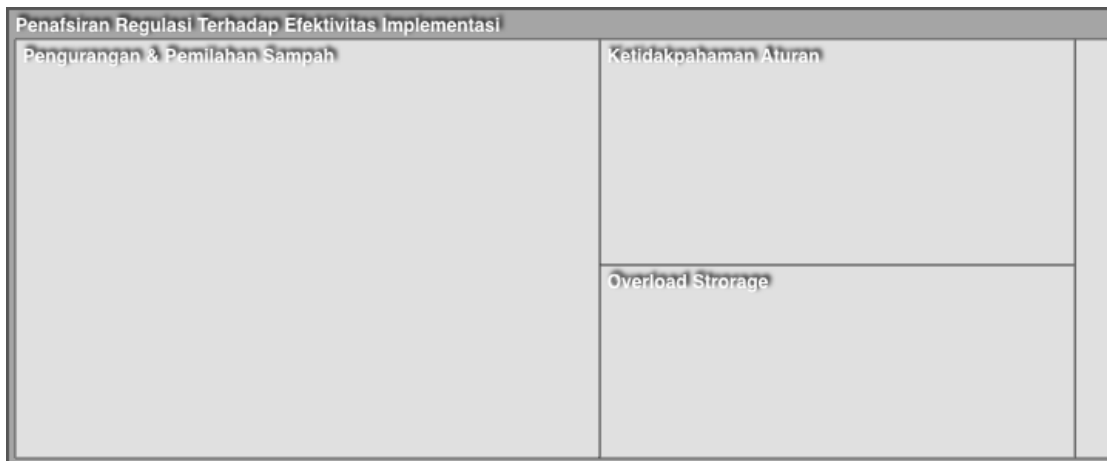 Penafsiran Regulasi Terhadap Efektivitas Implementasi
Pengurangan & Pemilahan Sampah
Ketidakpahaman Aturan
Overload Strorage